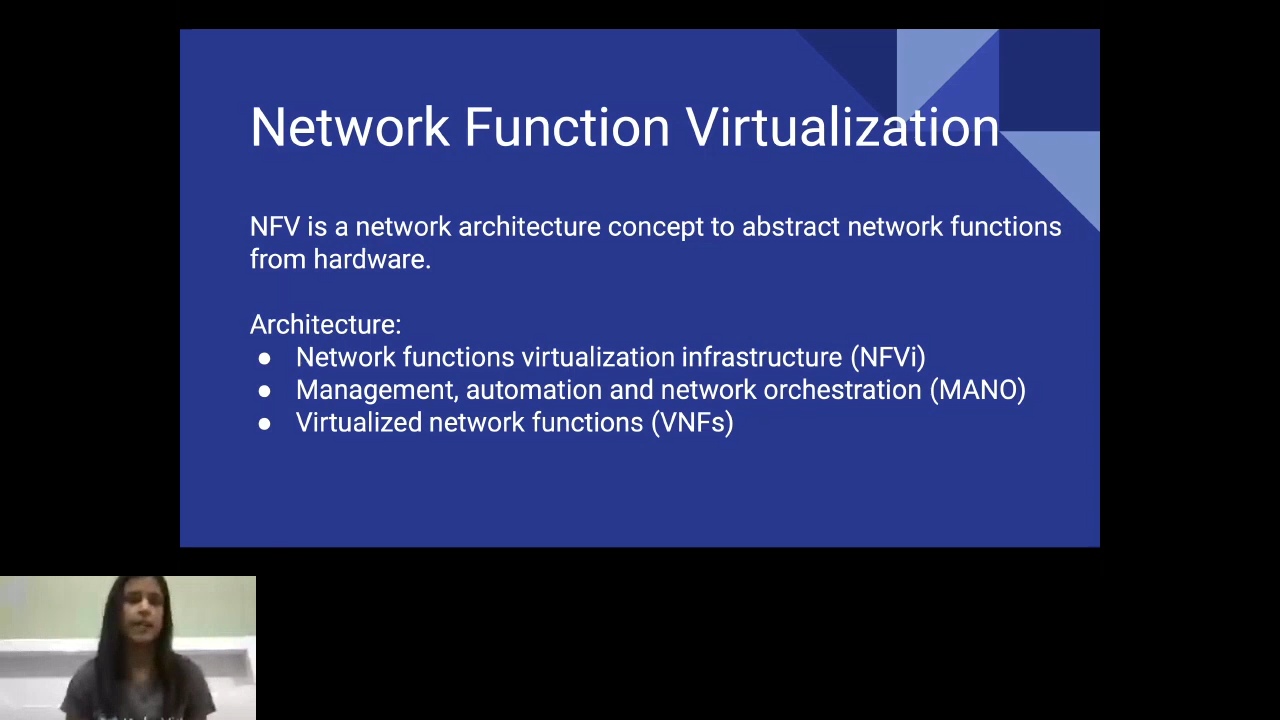 Network Function Virtualization
NFV is a network architecture concept to abstract network functions
from hardware.
Architecture:
● Network functions virtualization infrastructure (NFVi)
● Management, automation and network orchestration (MANO)
● Virtualized network functions (VNFs)